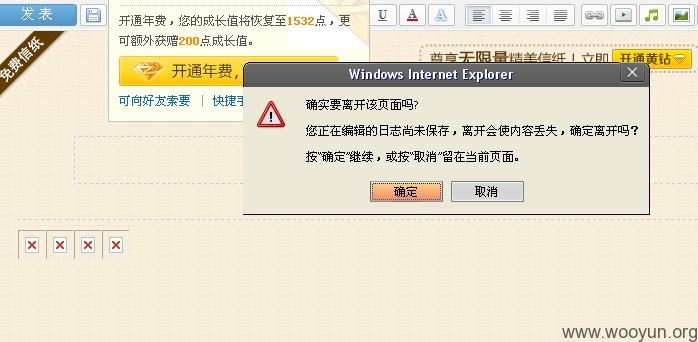 发表
U A A
免费信纸
开通年费，您的成长值将恢复至1532点，更
可额外获赠200点成长值。
开通年费，
可向好友索要 | 快捷手
尊享无限量精美信纸！立即 开通黄钻
Windows Internet Explorer
确实要离开该页面吗?
您正在编辑的日志尚未保存，离开会使内容丢失，确定离开吗?
按"确定"继续，或按"取消"留在当前页面。
确定 取消
www.wooyun.org